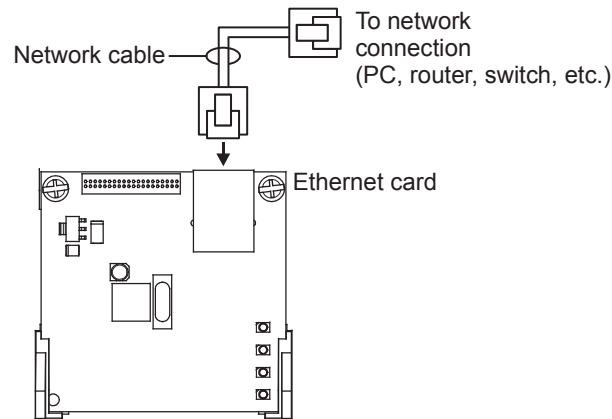 To network
connection
(PC, router, switch, etc.)
Network cable
Ethernet card